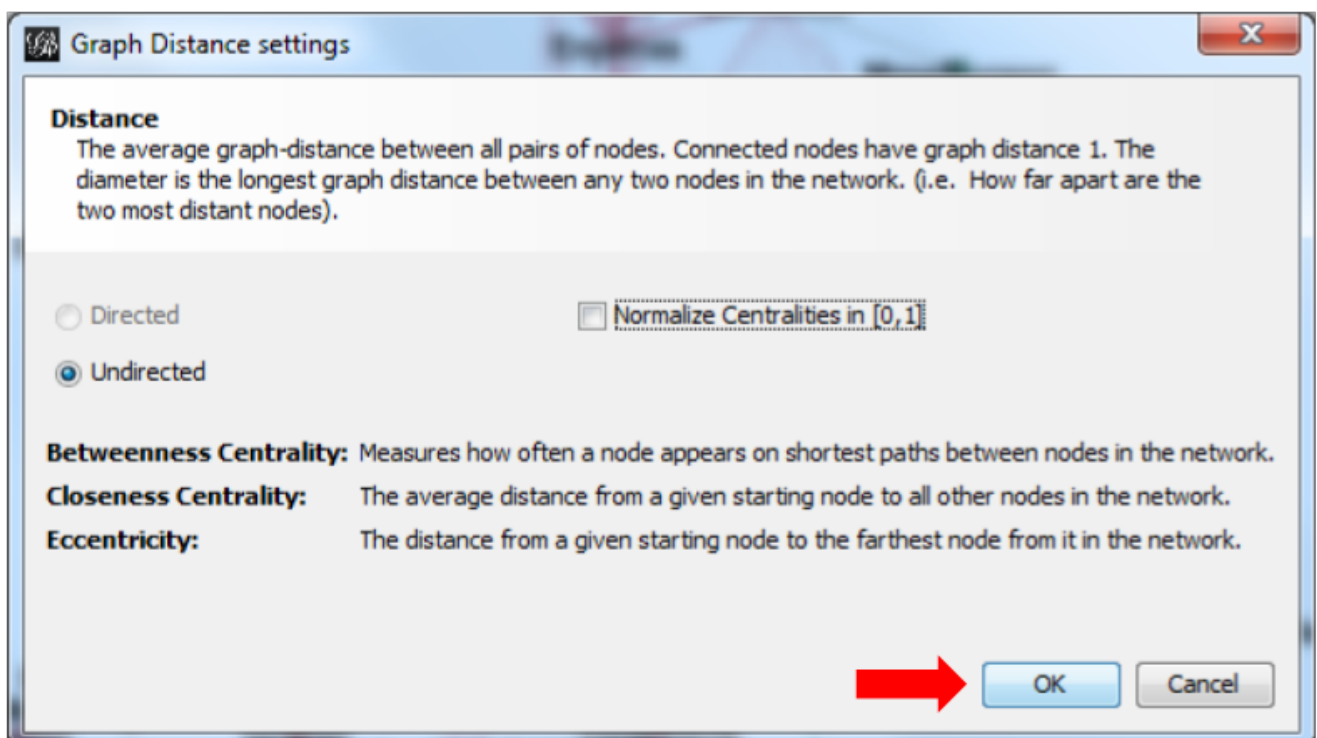 Graph Distance settings
Distance
The average graph-distance between all pairs of nodes. Connected nodes have graph distance 1. The
diameter is the longest graph distance between any two nodes in the network. (i.e. How far apart are the
two most distant nodes).
Directed
Normalize Centralities in [0,1]
Undirected
Betweenness Centrality: Measures how often a node appears on shortest paths between nodes in the network.
Closeness Centrality: The average distance from a given starting node to all other nodes in the network.
Eccentricity: The distance from a given starting node to the farthest node from it in the network.
OK Cancel